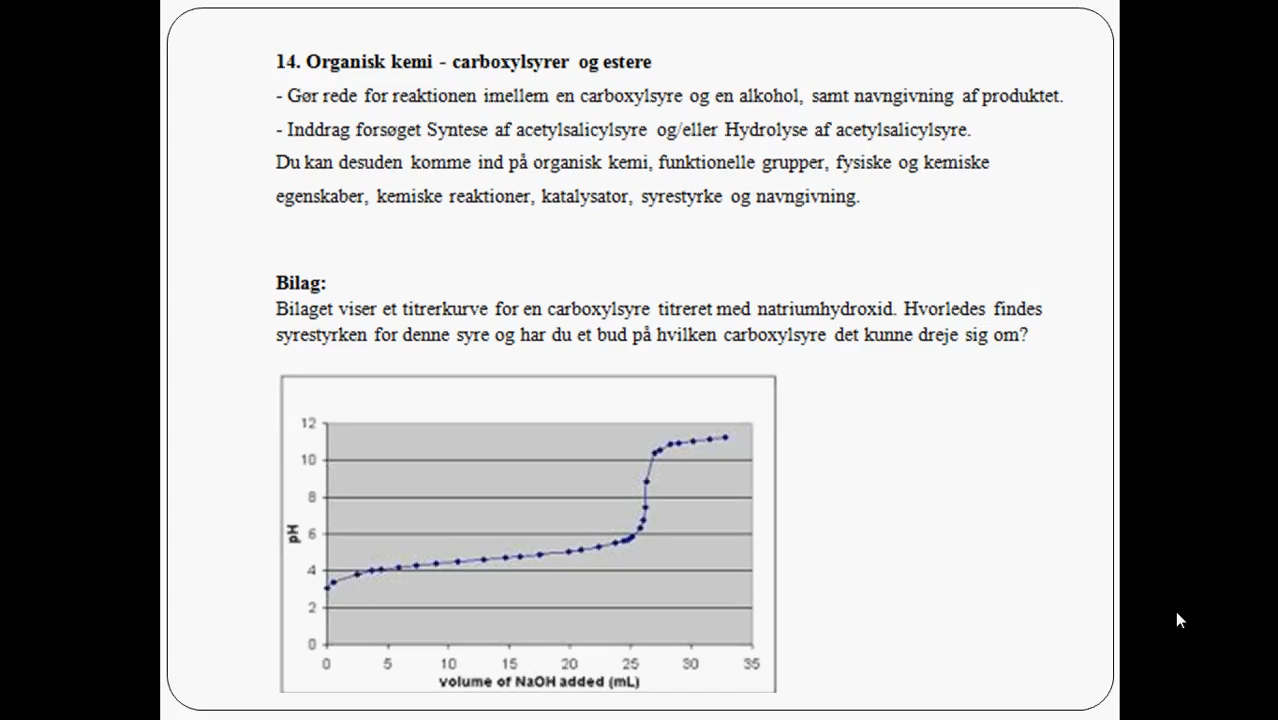 14. Organisk kemi - carboxylsyrer og estere
- Gør rede for reaktionen imellem en carboxylsyre og en alkohol, samt navngivning af produktet.
- Inddrag forsøget Syntese af acetylsalicylsyre og/eller Hydrolyse af acetylsalicylsyre.
Du kan desuden komme ind på organisk kemi, funktionelle grupper, fysiske og kemiske
egenskaber, kemiske reaktioner, katalysator, syrestyrke og navngivning.
Bilag:
Bilaget viser et titrerkurve for en carboxylsyre titreret med natriumhydroxid. Hvorledes findes
syrestyrken for denne syre og har du et bud på hvilken carboxylsyre det kunne dreje sig om?
12
10
8
6
4
2
0
pH
0 5 10 15 20 25 30 35
volume of NaOH added (mL)